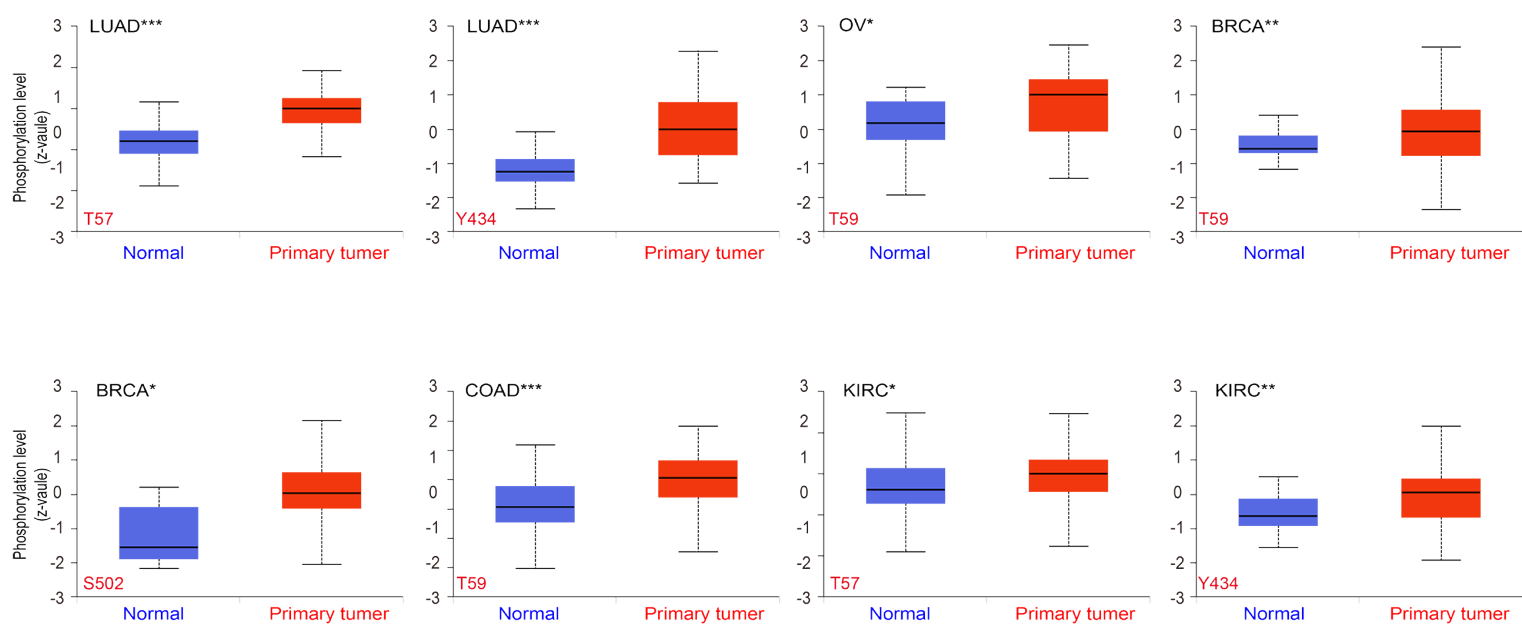 LUAD***
3
2
1
0
-1
-2
-3
Phosphorylation level
(z-vaule)
T57
Normal
Primary tumer
LUAD***
3
2
1
0
-1
-2
-3
Y434
Normal
Primary tumer
OV*
3
2
1
0
-1
-2
-3
T59
Normal
Primary tumer
BRCA**
3
2
1
0
-1
-2
-3
T59
Normal
Primary tumer
BRCA*
3
2
1
0
-1
-2
-3
Phosphorylation level
(z-vaule)
S502
Normal
Primary tumer
COAD***
3
2
1
0
-1
-2
-3
T59
Normal
Primary tumer
KIRC*
3
2
1
0
-1
-2
-3
T57
Normal
Primary tumer
KIRC**
3
2
1
0
-1
-2
-3
Y434
Normal
Primary tumer